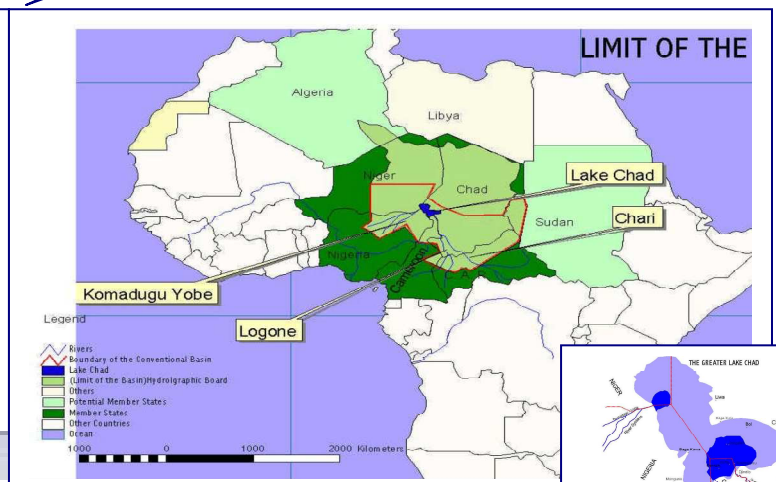 LIMIT OF THE
Algeria
Libya
Niger
Chad
Lake Chad
Sudan
Chari
Nigeria
Cameroon
C A R
Komadugu Yobe
Logone
Legend
Rivers
Boundary of the Conventional Basin
Lake Chad
(Limit of the Basin)Hydrolgraphic Board
Others
Potential Member States
Member States
Other Countries
Ocean
1000 0 1000 2000 Kilometers
THE GREATER LAKE CHAD
NIGER
Liwa
Bol
NIGERIA